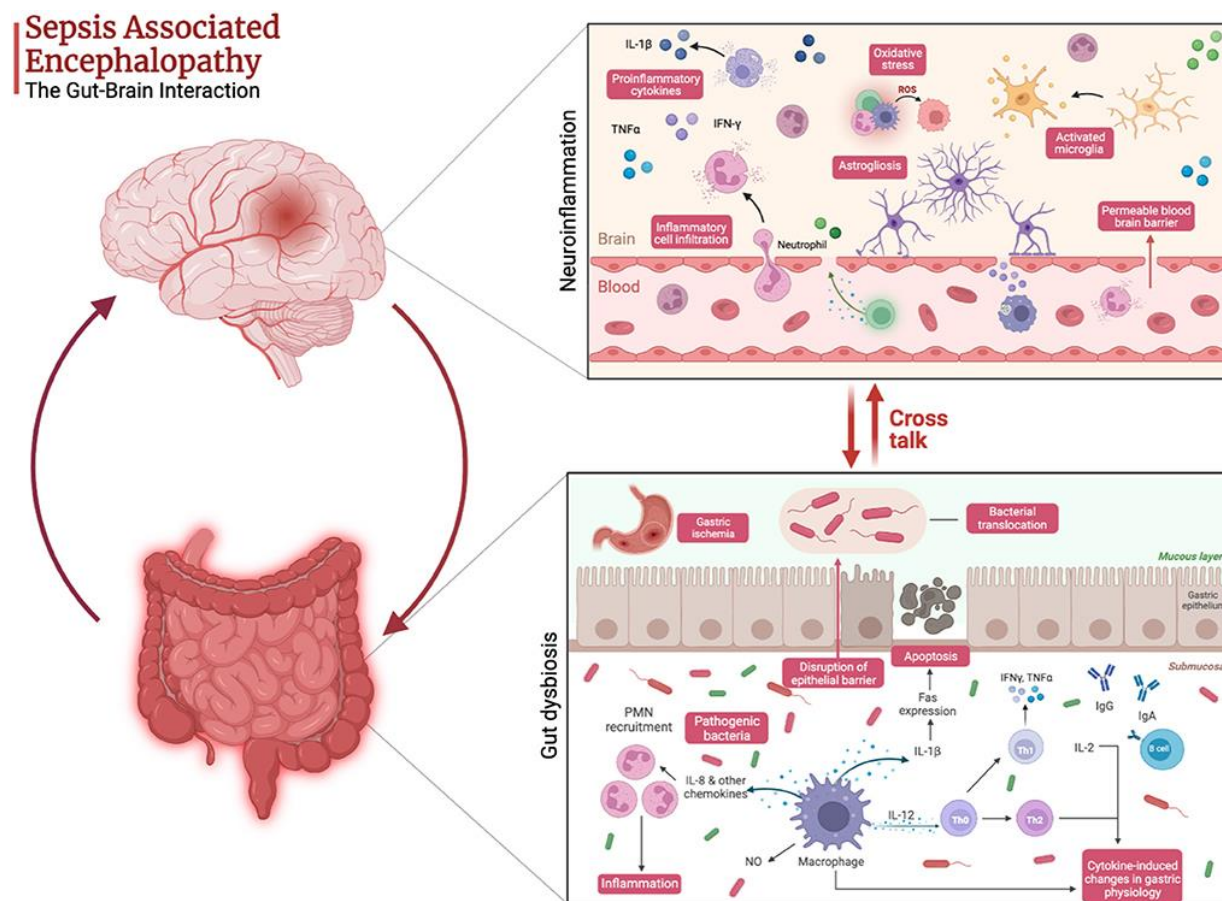 Sepsis Associated
Encephalopathy
The Gut-Brain Interaction
Neuroinflammation
IL-1β
Proinflammatory
cytokines
Oxidative
stress
ROS
TNFα
IFN-γ
Activated
microglia
Astrogliosis
Inflammatory
cell infiltration
Neutrophil
Permeable blood
brain barrier
Brain
Blood
Cross
talk
Gut dysbiosis
Gastric
ischemia
Bacterial
translocation
Mucous layer
Gastric
epithelium
Disruption of
epithelial barrier
Apoptosis
Submucosa
PMN
recruitment
Pathogenic
bacteria
Fas
expression
IL-1β
IFNγ, TNFα
IgG
IgA
Th1
IL-2
B cell
IL-8 & other
chemokines
IL-12
Th0
Th2
NO
Macrophage
Inflammation
Cytokine-induced
changes in gastric
physiology